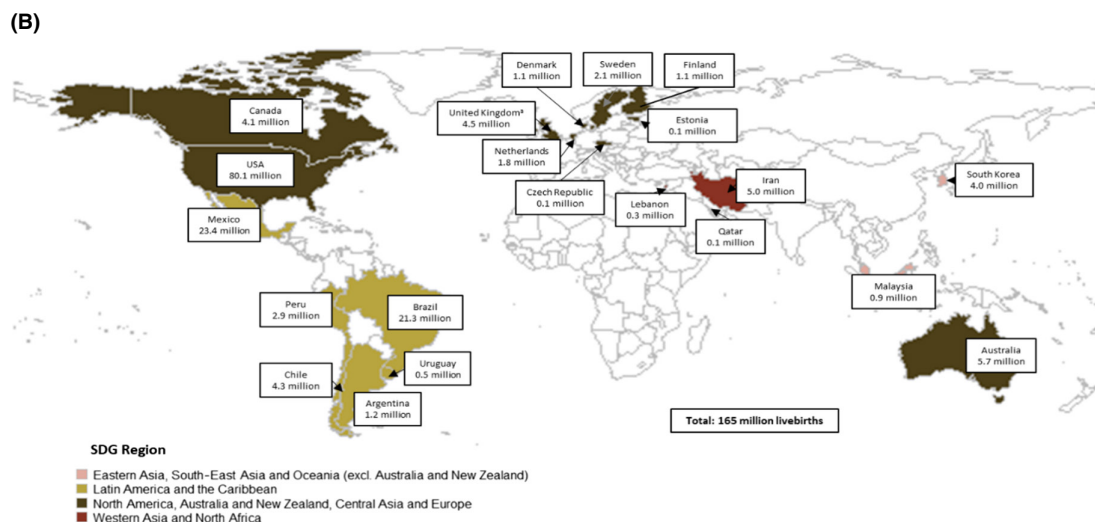 (B)
Denmark
1.1 million
Sweden
2.1 million
Finland
1.1 million
Canada
4.1 million
United Kingdomª
4.5 million
Estonia
0.1 million
Netherlands
1.8 million
USA
80.1 million
Czech Republic
0.1 million
Iran
5.0 million
South Korea
4.0 million
Lebanon
0.3 million
Mexico
23.4 million
Qatar
0.1 million
Malaysia
0.9 million
Peru
2.9 million
Brazil
21.3 million
Australia
5.7 million
Uruguay
0.5 million
Chile
4.3 million
Argentina
1.2 million
Total: 165 million livebirths
SDG Region
Eastern Asia, South-East Asia and Oceania (excl. Australia and New Zealand)
Latin America and the Caribbean
North America, Australia and New Zealand, Central Asia and Europe
Western Asia and North Africa